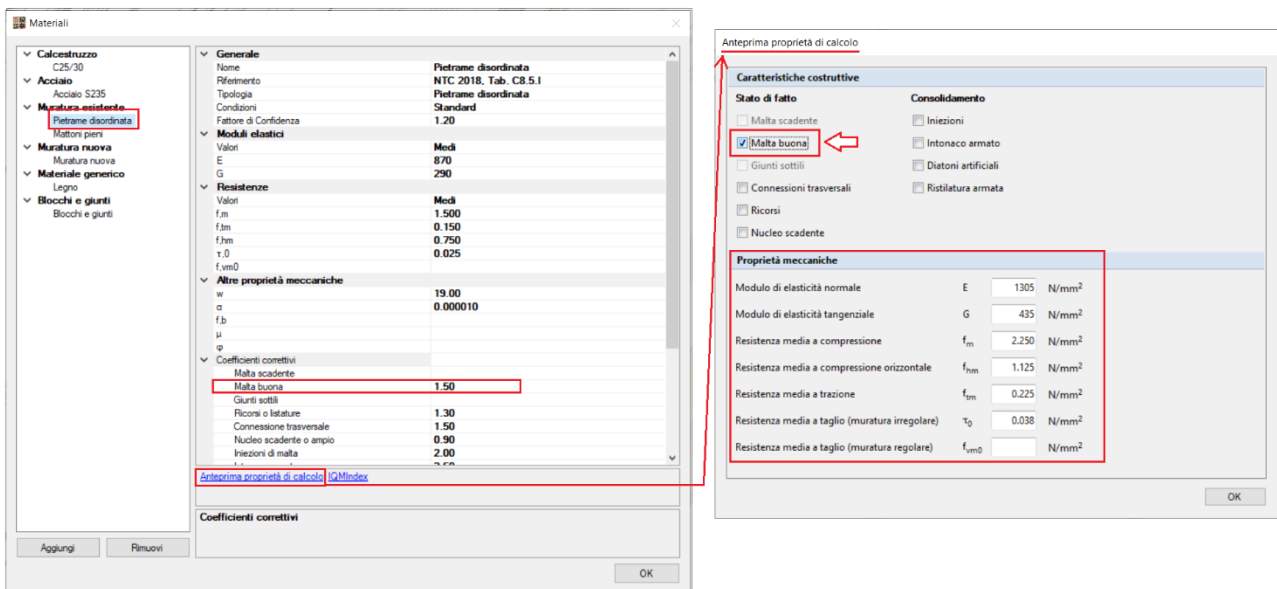 Materiali
Calcestruzzo
C25/30
Acciaio
Acciaio S235
Muratura esistente
Pietrame disordinata
Mattoni pieni
Muratura nuova
Muratura nuova
Materiale generico
Legno
Blocchi e giunti
Blocchi e giunti
Aggiungi Rimuovi
Generale
Nome Pietrame disordinata
Riferimento NTC 2018, Tab. C8.5.I
Tipologia Pietrame disordinata
Condizioni Standard
Fattore di Confidenza 1.20
Moduli elastici
Valori Medi
E 870
G 290
Resistenze
Valori Medi
f,m 1.500
f,tm 0.150
f,hm 0.750
τ,0 0.025
f,vm0
Altre proprietà meccaniche
w 19.00
α 0.000010
f,b
μ
φ
Coefficienti correttivi
Malta scadente
Malta buona 1.50
Giunti sottili
Ricorsi o listature 1.30
Connessione trasversale 1.50
Nucleo scadente o ampio 0.90
Iniezioni di malta 2.00
Anteprima proprietà di calcolo IQMIndex
Coefficienti correttivi
OK
Anteprima proprietà di calcolo
Caratteristiche costruttive
Stato di fatto Consolidamento
Malta scadente Iniezioni
Malta buona Intonaco armato
Giunti sottili Diatoni artificiali
Connessioni trasversali Ristilatura armata
Ricorsi
Nucleo scadente
Proprietà meccaniche
Modulo di elasticità normale E 1305 N/mm²
Modulo di elasticità tangenziale G 435 N/mm²
Resistenza media a compressione fm 2.250 N/mm²
Resistenza media a compressione orizzontale fhm 1.125 N/mm²
Resistenza media a trazione ftm 0.225 N/mm²
Resistenza media a taglio (muratura irregolare) τ0 0.038 N/mm²
Resistenza media a taglio (muratura regolare) fvm0 N/mm²
OK